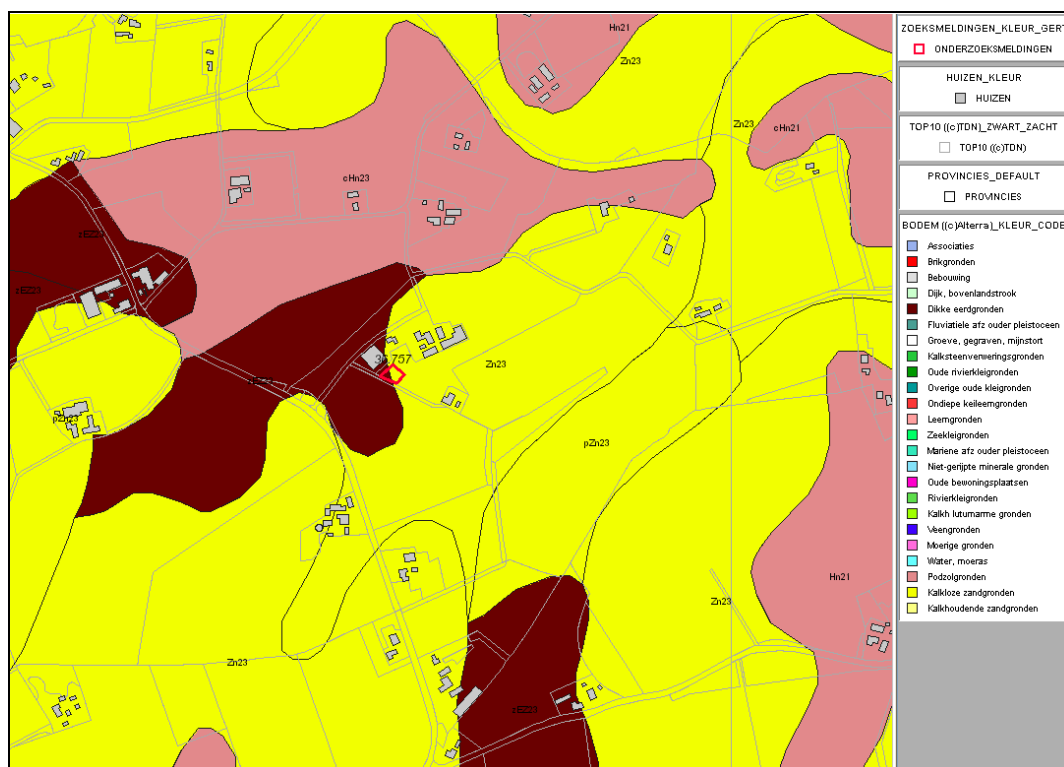 Hn21
Zn23
Zn23
cHn21
cHn23
zEZ23
Zn23
pZn23
pZn23
Hn21
Zn23
Zn23
zEZ23
ZOEKSMELDINGEN_KLEUR_GERT
ONDERZOEKSMELDINGEN
HUIZEN_KLEUR
HUIZEN
TOP10 ((c)TDN)_ZWART_ZACHT
TOP10 ((c)TDN)
PROVINCIES_DEFAULT
PROVINCIES
BODEM ((c)Alterra)_KLEUR_CODE
Associaties
Brikgronden
Bebouwing
Dijk, bovenlandstrook
Dikke eerdgronden
Fluviatiele afz ouder pleistoceen
Groeve, gegraven, mijnstort
Kalksteenverweringsgronden
Oude rivierkleigronden
Overige oude kleigronden
Ondiepe keileemgronden
Leemgronden
Zeekleigronden
Mariene afz ouder pleistoceen
Niet-gerijpte minerale gronden
Oude bewoningsplaatsen
Rivierkleigronden
Kalkh lutumarme gronden
Veengronden
Moerige gronden
Water, moeras
Podzolgronden
Kalkloze zandgronden
Kalkhoudende zandgronden